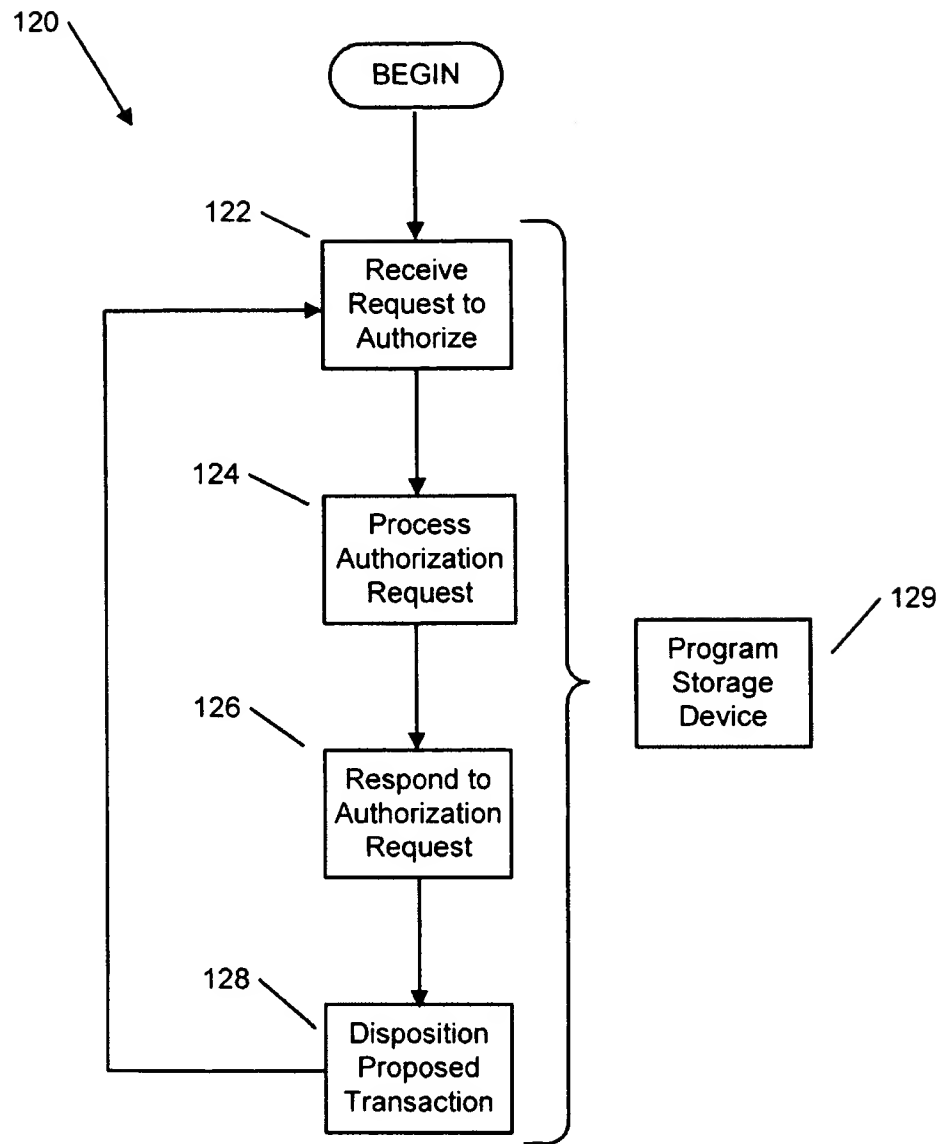 120
BEGIN
122
Receive
Request to
Authorize
124
Process
Authorization
Request
129
Program
Storage
Device
126
Respond to
Authorization
Request
128
Disposition
Proposed
Transaction